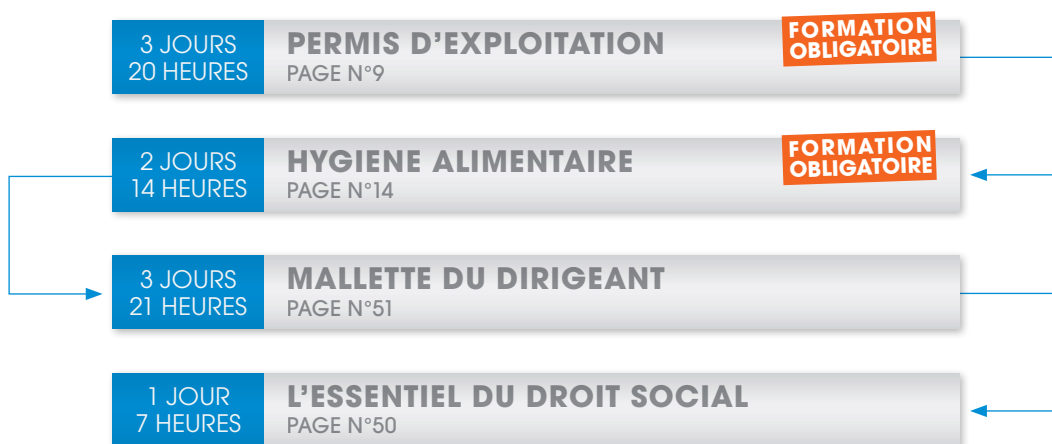 3 JOURS
20 HEURES
PERMIS D'EXPLOITATION
PAGE N°9
FORMATION
OBLIGATOIRE
2 JOURS
14 HEURES
HYGIENE ALIMENTAIRE
PAGE N°14
FORMATION
OBLIGATOIRE
3 JOURS
21 HEURES
MALLETTE DU DIRIGEANT
PAGE N°51
1 JOUR
7 HEURES
L'ESSENTIEL DU DROIT SOCIAL
PAGE N°50